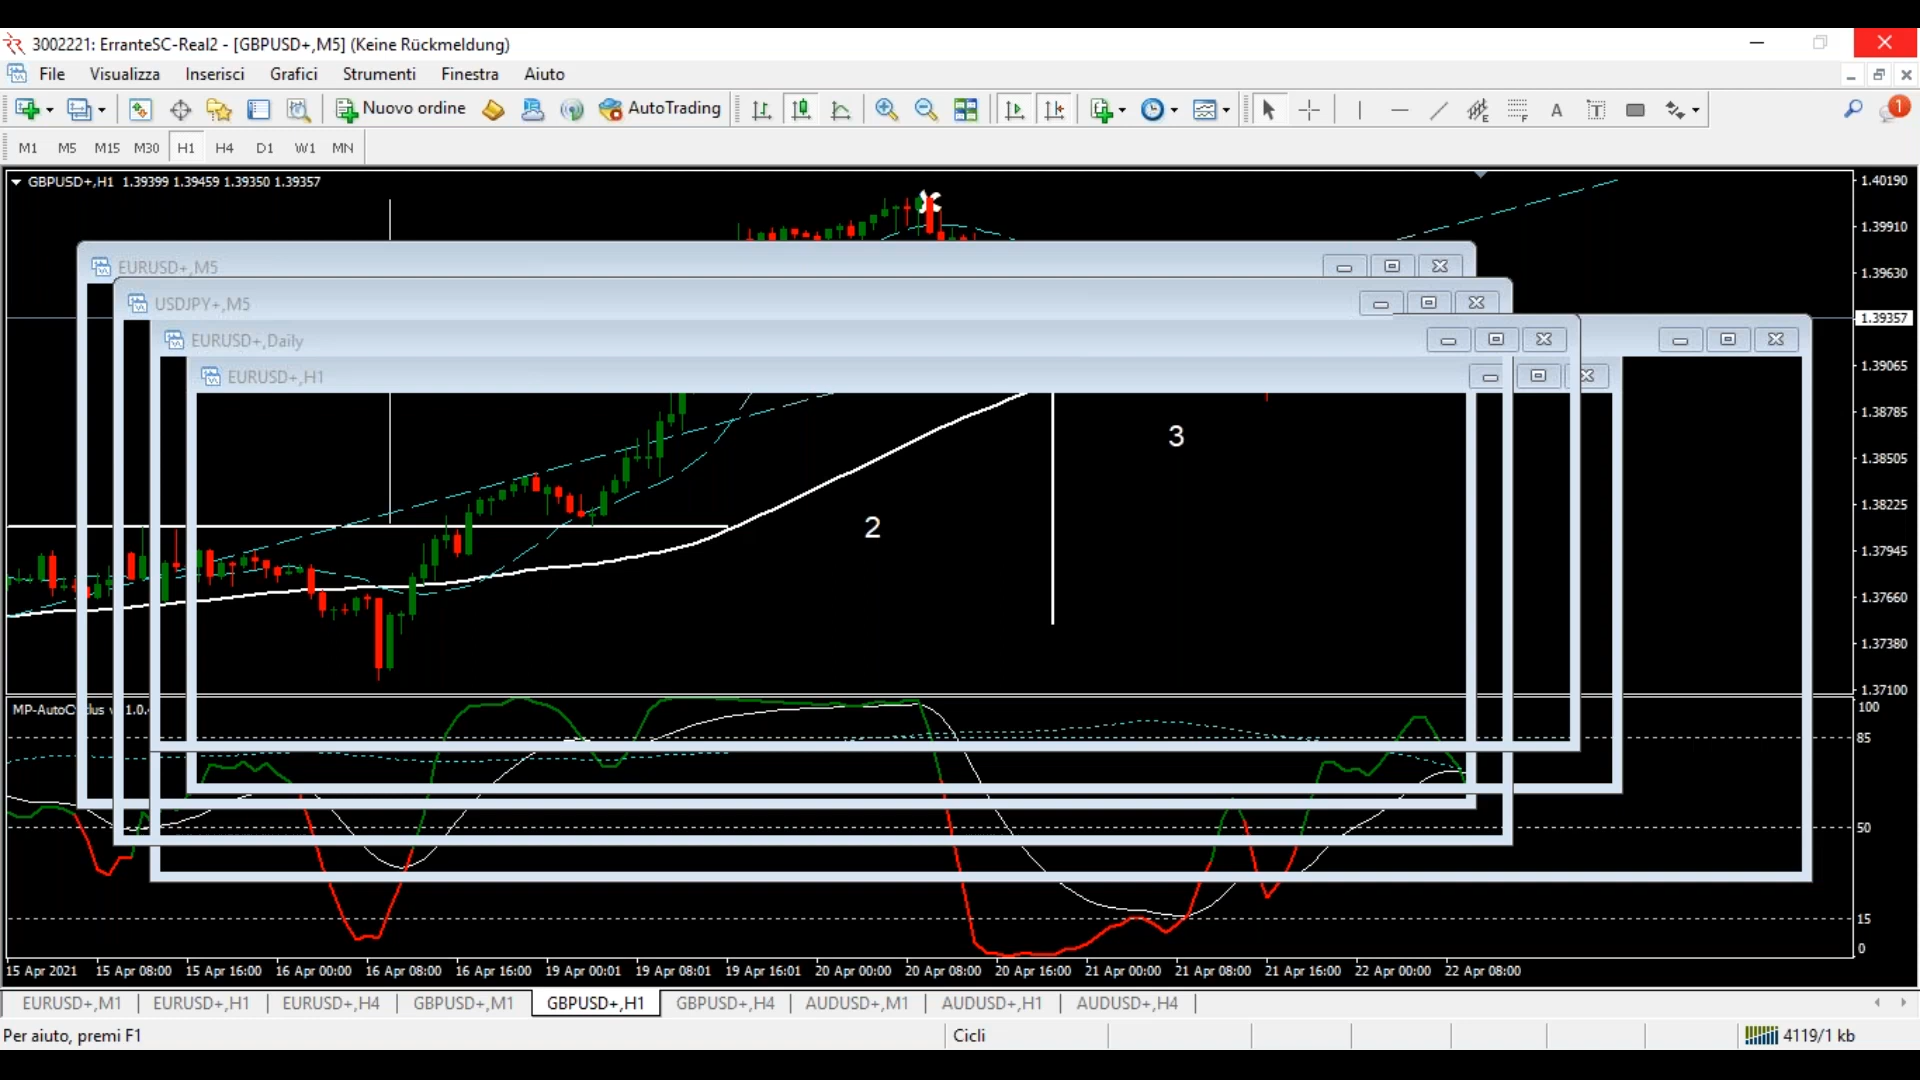 3002221: ErranteSC-Real2 - [GBPUSD+,M5] (Keine Rückmeldung)
File Visualizza Inserisci Grafici Strumenti Finestra Aiuto
Nuovo ordine AutoTrading 1
M1 M5 M15 M30 H1 H4 D1 W1 MN
GBPUSD+,H1 1.39399 1.39459 1.39350 1.39357
1.40190
1.39910
1.39630
1.39357
1.39065
1.38785
1.38505
1.38225
1.37945
1.37660
1.37380
1.37100
EURUSD+,M5
USDJPY+,M5
EURUSD+,Daily
EURUSD+,H1
3
2
100
85
50
15
0
15 Apr 2021 15 Apr 08:00 15 Apr 16:00 16 Apr 00:00 16 Apr 08:00 16 Apr 16:00 19 Apr 00:01 19 Apr 08:01 19 Apr 16:01 20 Apr 00:00 20 Apr 08:00 20 Apr 16:00 21 Apr 00:00 21 Apr 08:00 21 Apr 16:00 22 Apr 00:00 22 Apr 08:00
EURUSD+,M1 EURUSD+,H1 EURUSD+,H4 GBPUSD+,M1 GBPUSD+,H1 GBPUSD+,H4 AUDUSD+,M1 AUDUSD+,H1 AUDUSD+,H4
Per aiuto, premi F1 Cicli 4119/1 kb